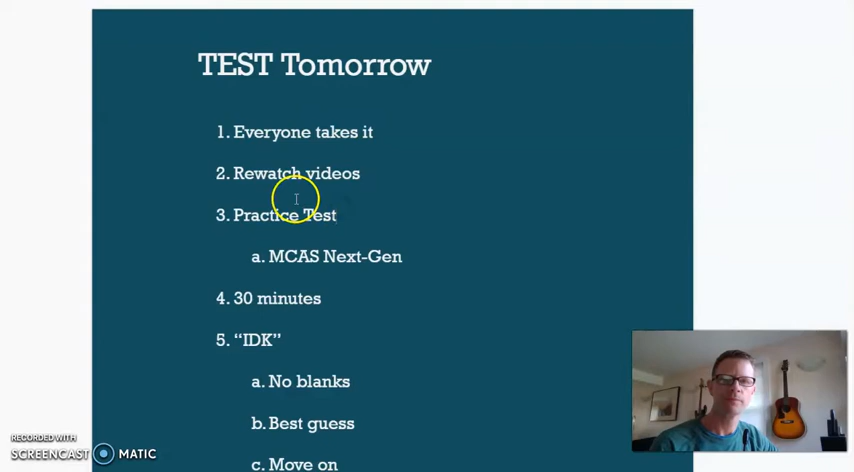 TEST Tomorrow
1. Everyone takes it
2. Rewatch videos
3. Practice Test
a. MCAS Next-Gen
4. 30 minutes
5. “IDK”
a. No blanks
b. Best guess
c. Move on
RECORDED WITH
SCREENCAST MATIC